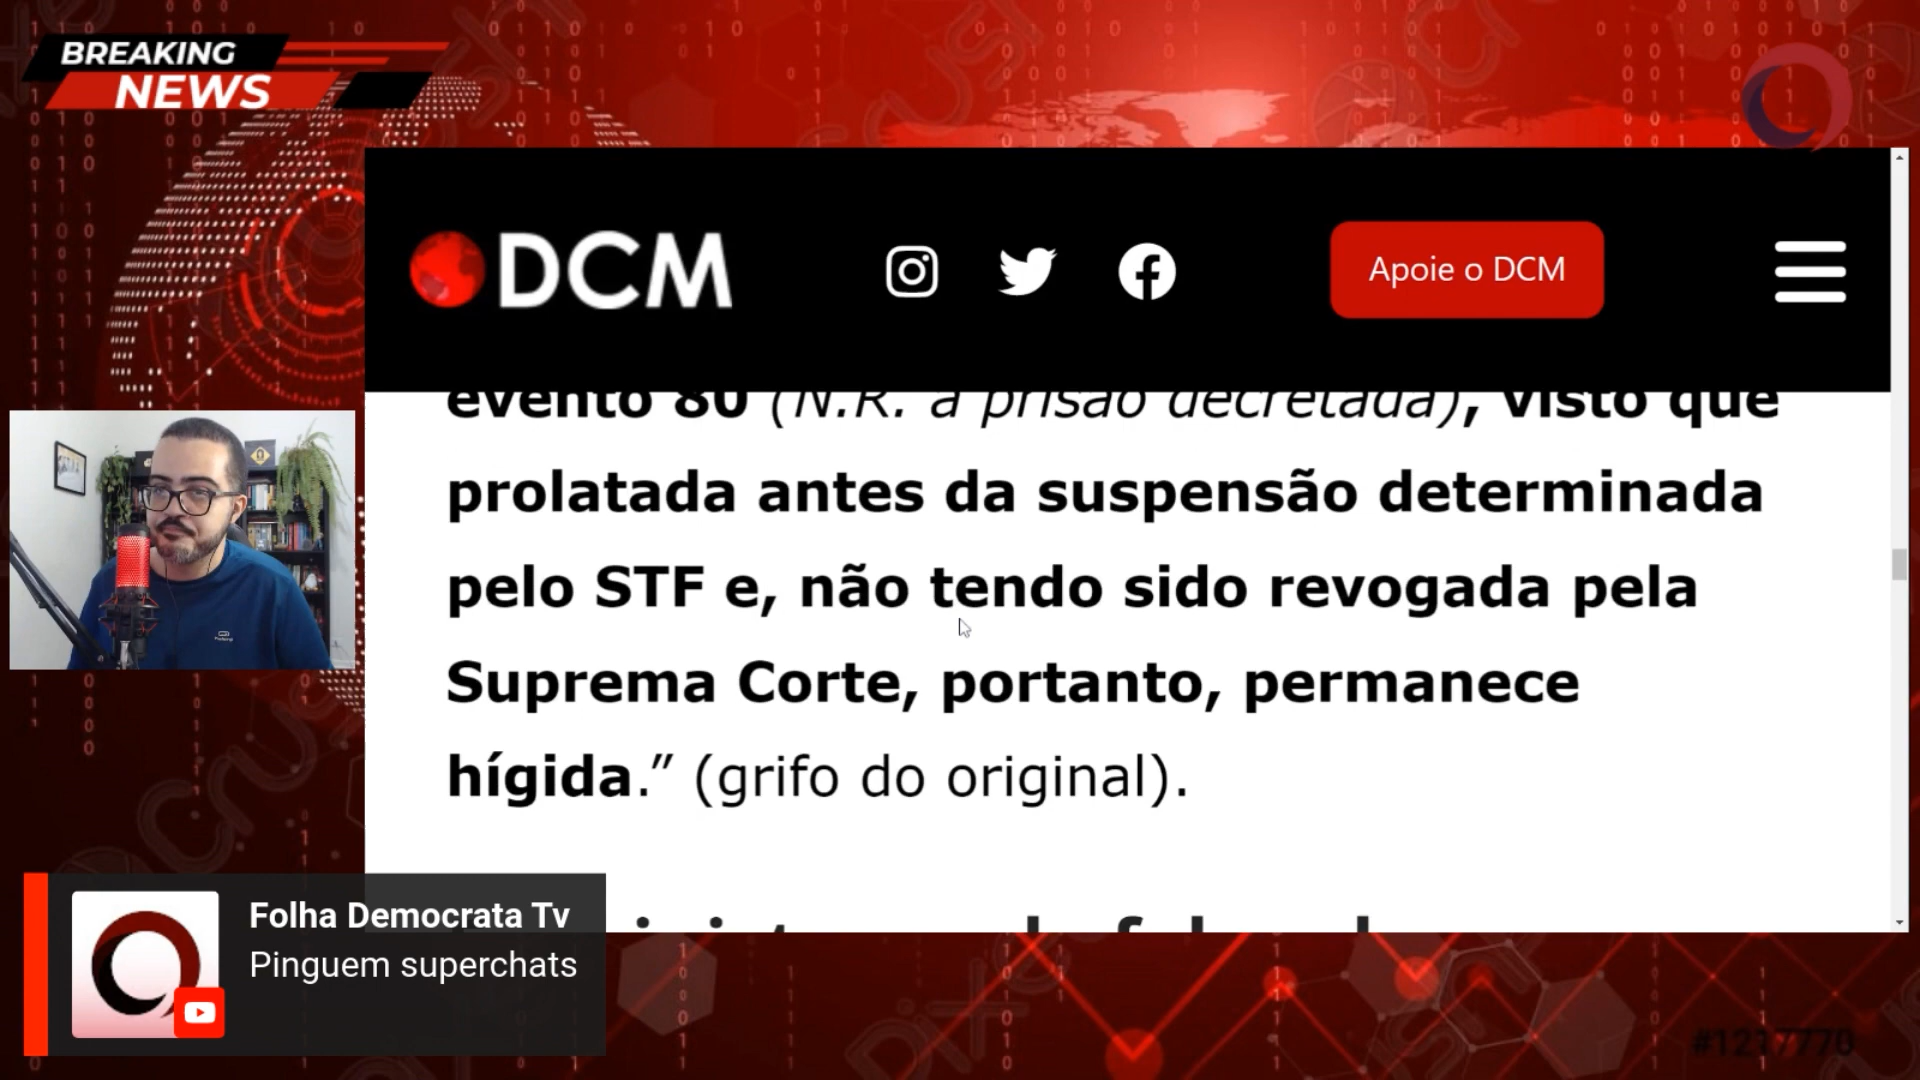 BREAKING
NEWS
DCM
Apoie o DCM
evento 80 (N.R. a prisão decretada), visto que
prolatada antes da suspensão determinada
pelo STF e, não tendo sido revogada pela
Suprema Corte, portanto, permanece
hígida.” (grifo do original).
Folha Democrata Tv
Pinguem superchats
#1217770